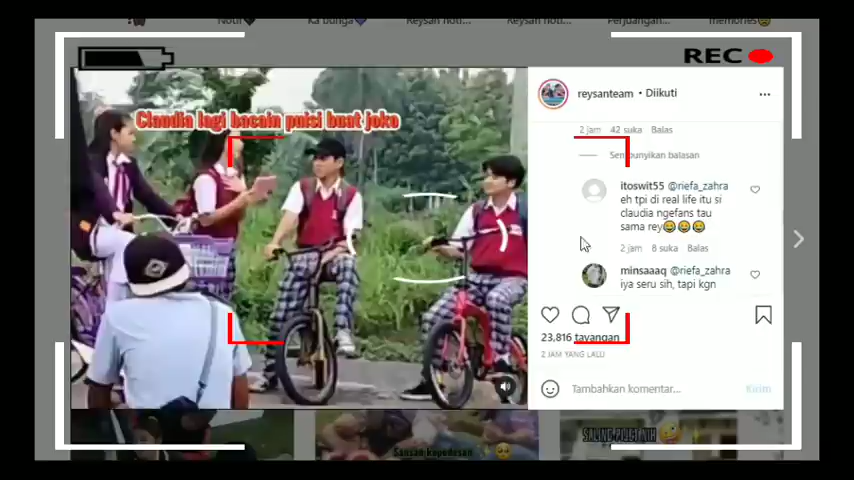 Notif🖤
Ka bunga💜
Reysan noti...
Reysan noti...
Perjuangan...
memories😢
REC
Claudia lagi bacain puisi buat joko
reysanteam • Diikuti
2 jam 42 suka Balas
Sembunyikan balasan
itoswit55 @riefa_zahra
eh tpi di real life itu si
claudia ngefans tau
sama rey😂😂😂
2 jam 8 suka Balas
minsaaaq @riefa_zahra
iya seru sih, tapi kgn
23,816 tayangan
2 JAM YANG LALU
Tambahkan komentar...
Kirim
Sansan kepedesan
SALING POJET NIH